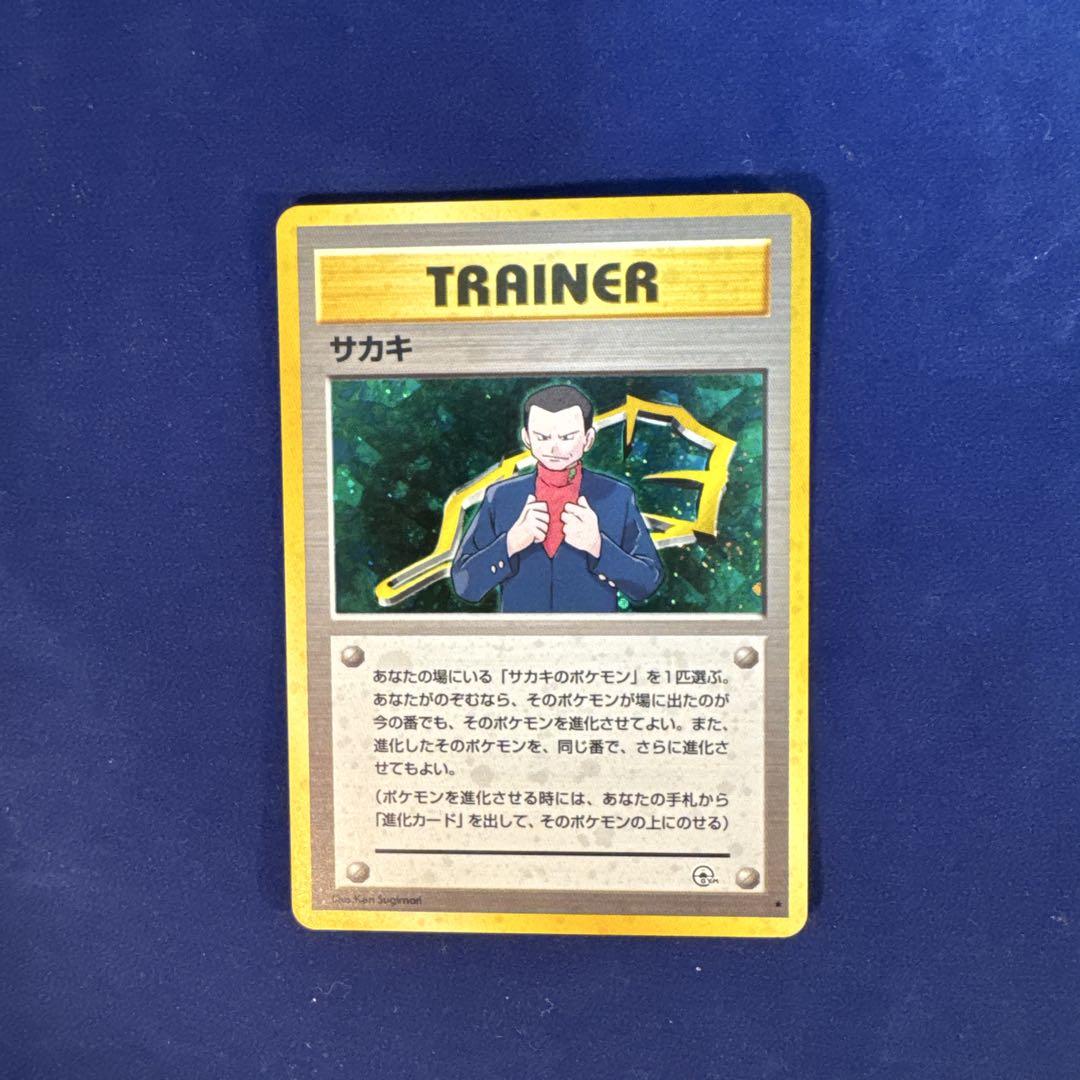 TRAINER
サカキ
あなたの場にいる「サカキのポケモン」を1匹選ぶ。
あなたがのぞむなら、そのポケモンが場に出たのが
今の番でも、そのポケモンを進化させてよい。また、
進化したそのポケモンを、同じ番で、さらに進化さ
せてもよい。
(ポケモンを進化させる時には、あなたの手札から
「進化カード」を出して、そのポケモンの上にのせる)
GYM
Illus. Ken Sugimori
★